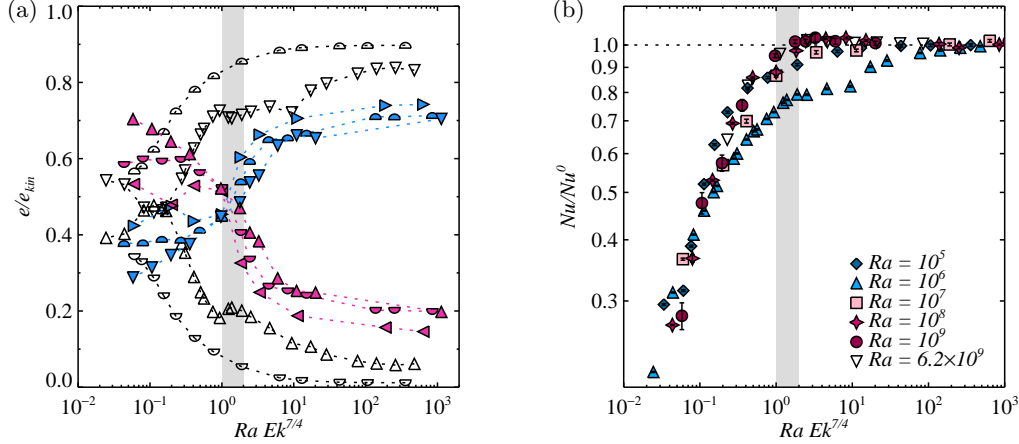 (a)
1.0
0.8
0.6
0.4
0.2
0.0
e/e_kin
10^-2 10^-1 10^0 10^1 10^2 10^3
Ra Ek^7/4
(b)
1.0
0.9
0.8
0.7
0.6
0.5
0.4
0.3
Nu/Nu^0
Ra = 10^5
Ra = 10^6
Ra = 10^7
Ra = 10^8
Ra = 10^9
Ra = 6.2×10^9
10^-2 10^-1 10^0 10^1 10^2 10^3
Ra Ek^7/4